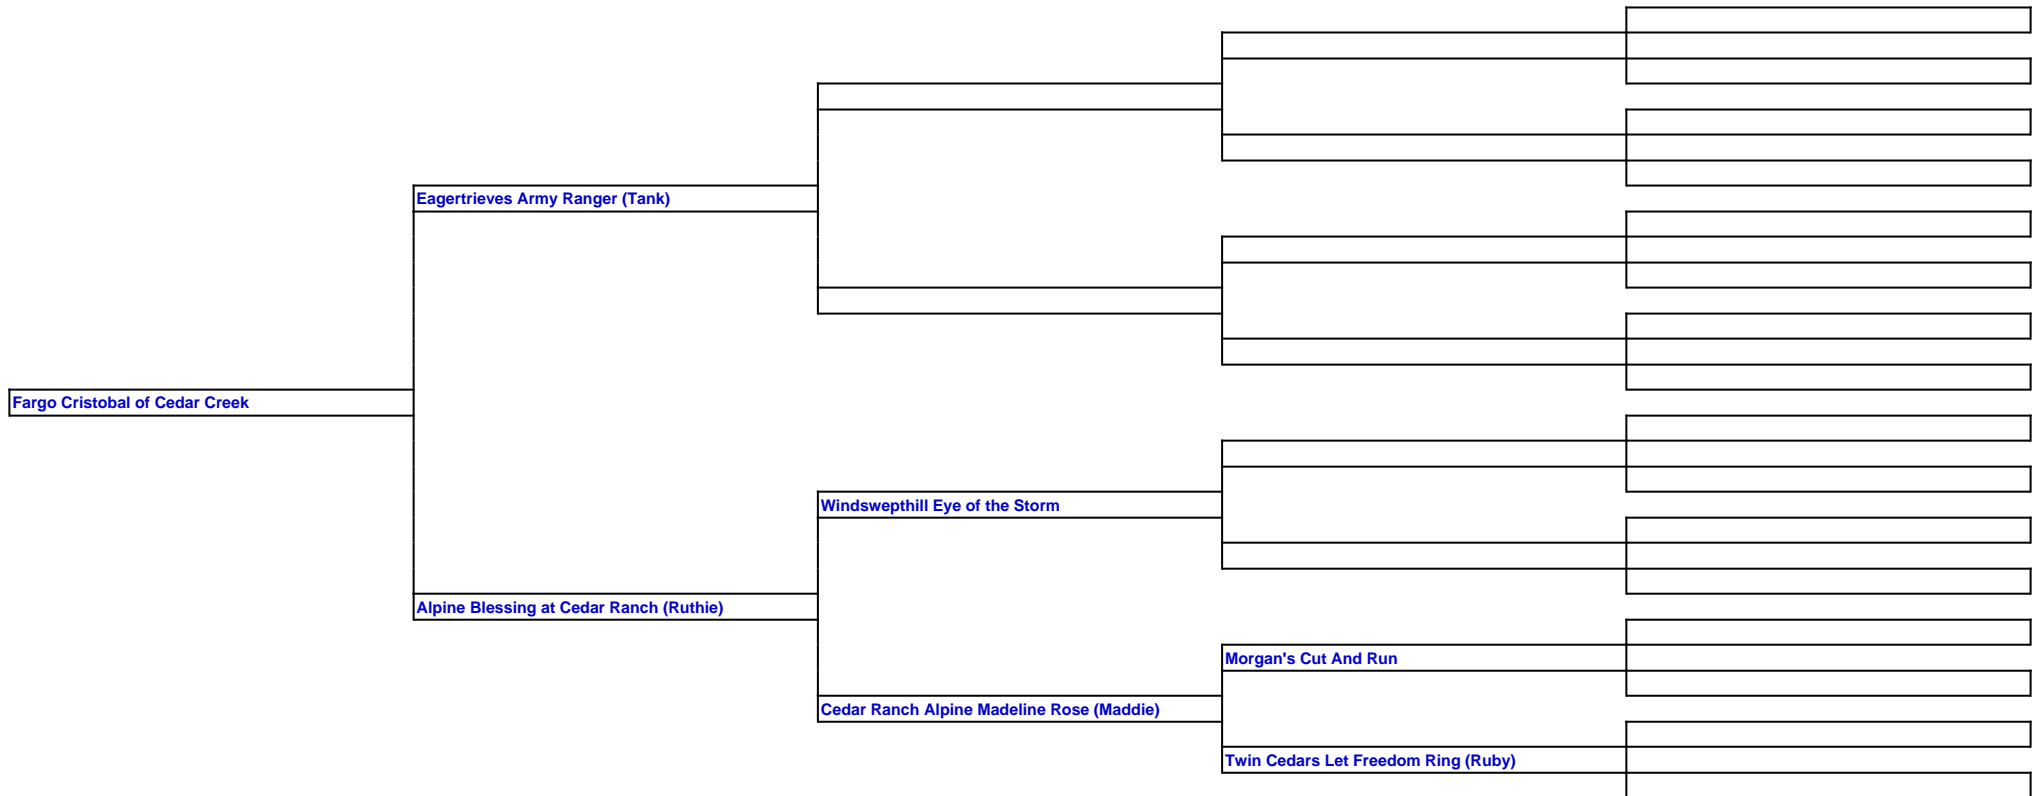 Eagertrieves Army Ranger (Tank)
Fargo Cristobal of Cedar Creek
Windswepthill Eye of the Storm
Alpine Blessing at Cedar Ranch (Ruthie)
Morgan's Cut And Run
Cedar Ranch Alpine Madeline Rose (Maddie)
Twin Cedars Let Freedom Ring (Ruby)